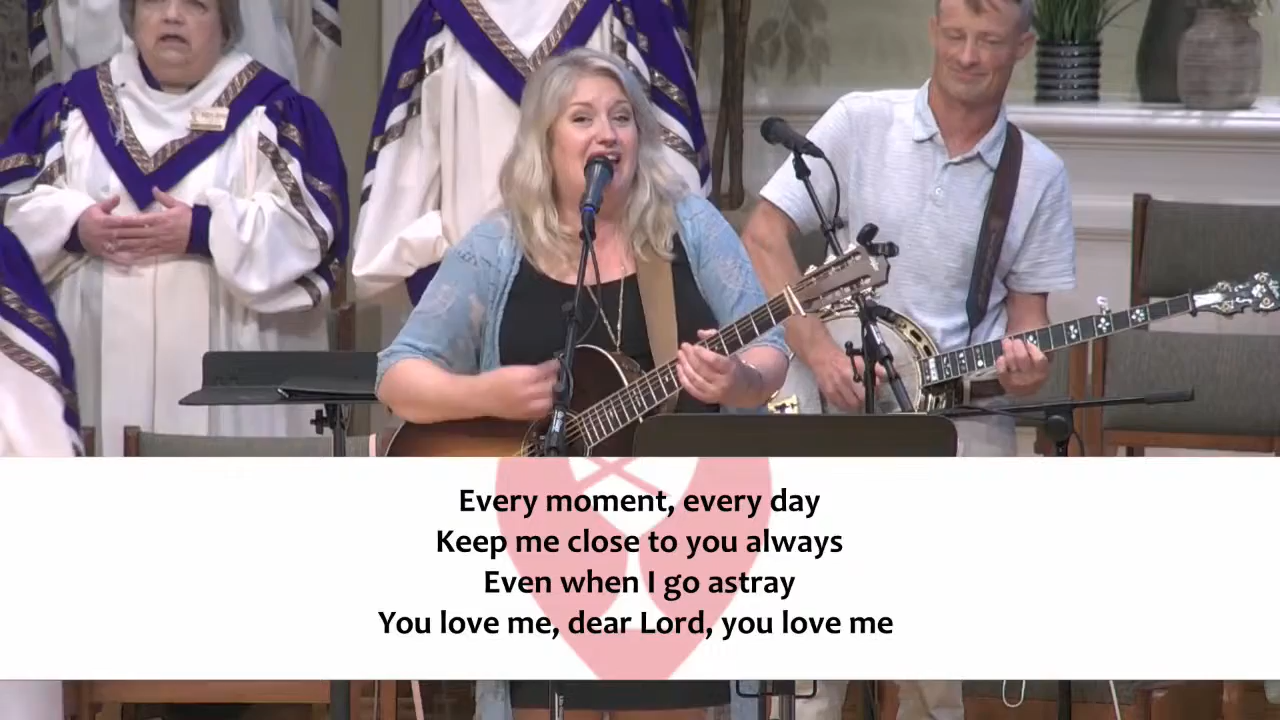 Every moment, every day
Keep me close to you always
Even when I go astray
You love me, dear Lord, you love me